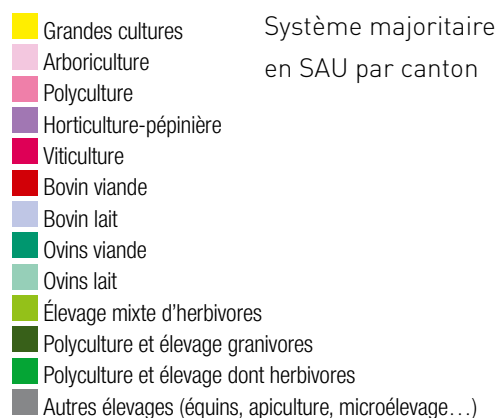 Système majoritaire
en SAU par canton
Grandes cultures
Arboriculture
Polyculture
Horticulture-pépinière
Viticulture
Bovin viande
Bovin lait
Ovins viande
Ovins lait
Élevage mixte d’herbivores
Polyculture et élevage granivores
Polyculture et élevage dont herbivores
Autres élevages (équins, apiculture, microélevage…)